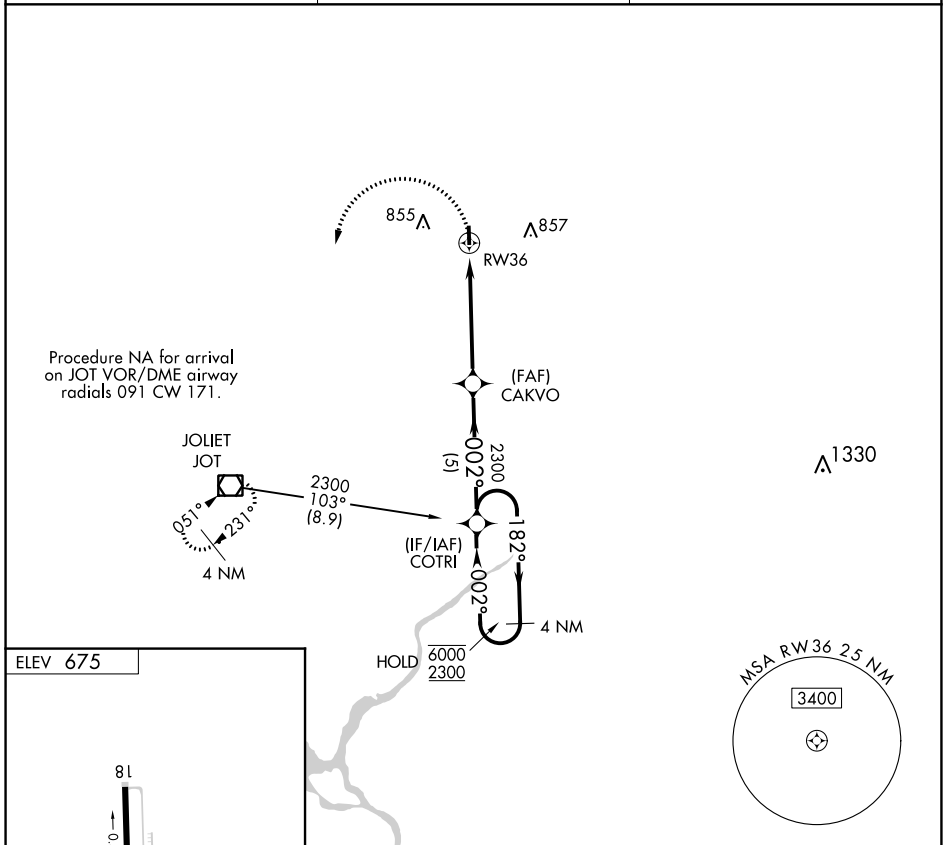 855
857
RW36
Procedure NA for arrival
on JOT VOR/DME airway
radials 091 CW 171.
(FAF)
CAKVO
JOLIET
JOT
002°
(5)
2300
1330
2300
103°
(8.9)
051°
231°
4 NM
(IF/IAF)
COTRI
182°
002°
4 NM
HOLD
6000
2300
ELEV 675
MSA RW36 25 NM
3400
18